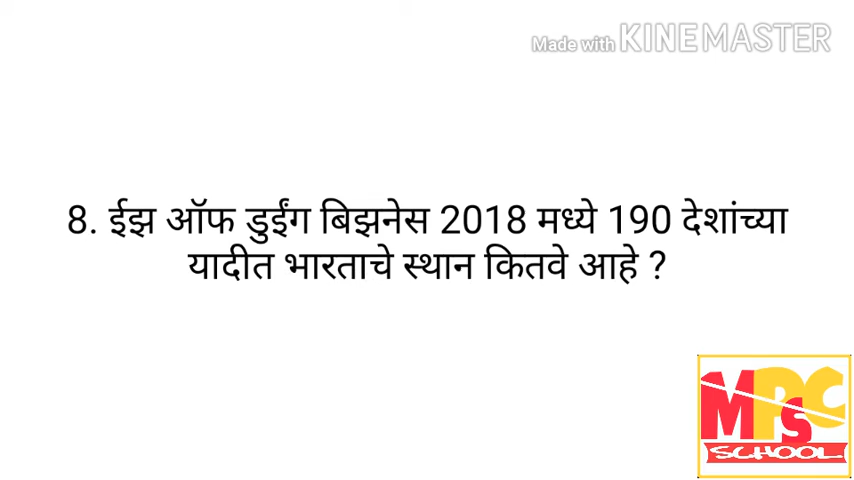 Made with KINEMASTER
8. ईझ ऑफ डुईंग बिझनेस 2018 मध्ये 190 देशांच्या
यादीत भारताचे स्थान कितवे आहे ?
MPSC
SCHOOL